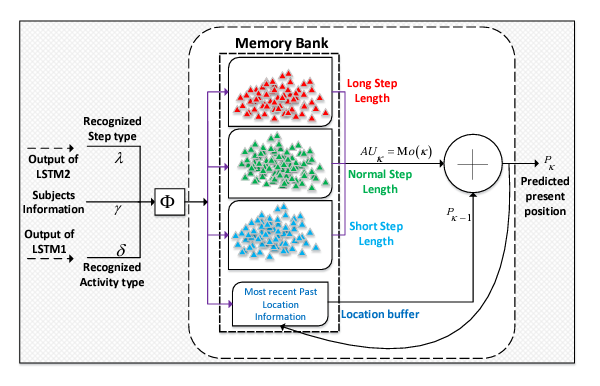 Memory Bank
Long Step
Length
Recognized
Step type
λ
Output of
LSTM2
AU_κ = Mo(κ)
P_κ
Normal Step
Length
Predicted
present
position
Subjects
Information
γ
Φ
P_κ−1
Short Step
Length
Output of
LSTM1
δ
Recognized
Activity type
Most recent Past
Location
Information
Location buffer